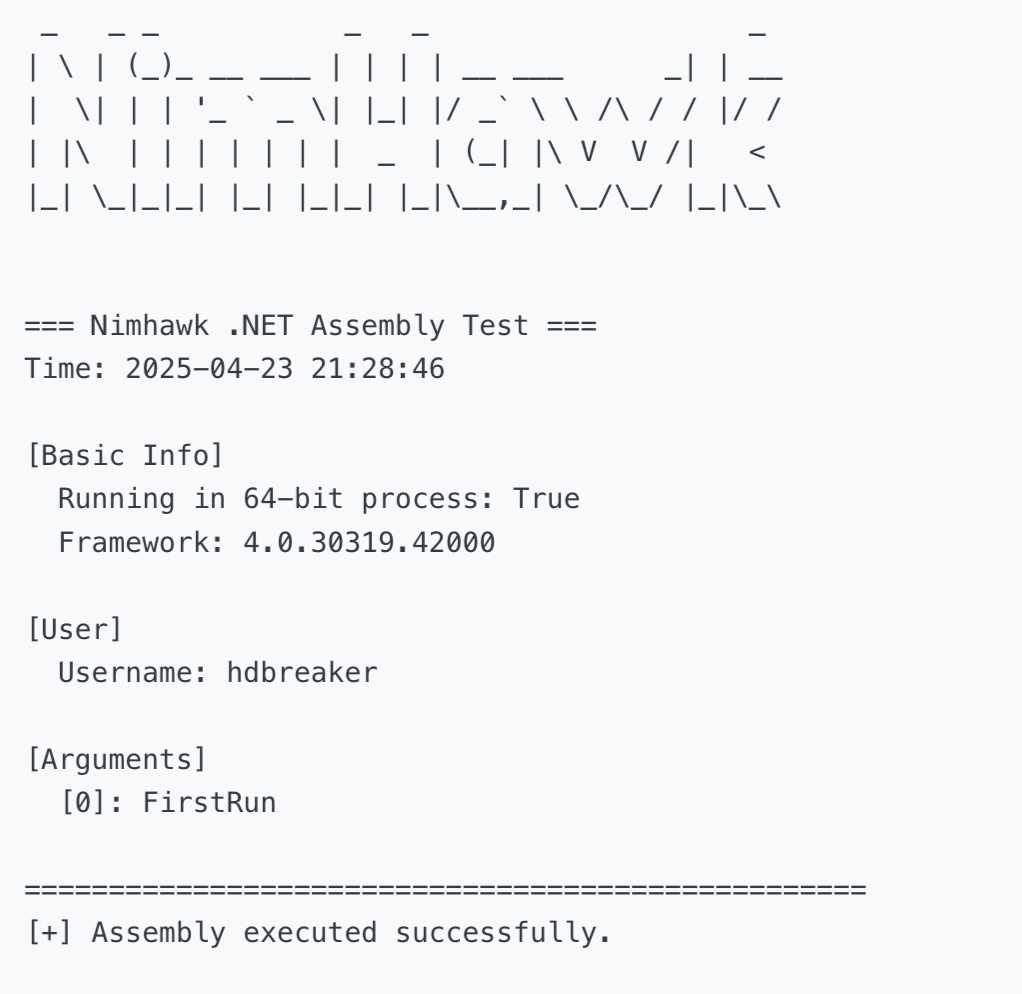 _   _ _           _   _                   _
| \ | (_)_ __ ___ | | | | __ ___      _| | __
|  \| | | '_ ` _ \| |_| |/ _` \ \ /\ / / |/ /
| |\  | | | | | | |  _  | (_| |\ V  V /|   <
|_| \_|_|_| |_| |_|_| |_|\__,_| \_/\_/ |_|\_\
=== Nimhawk .NET Assembly Test ===
Time: 2025-04-23 21:28:46
[Basic Info]
  Running in 64-bit process: True
  Framework: 4.0.30319.42000
[User]
  Username: hdbreaker
[Arguments]
  [0]: FirstRun
==================================================
[+] Assembly executed successfully.